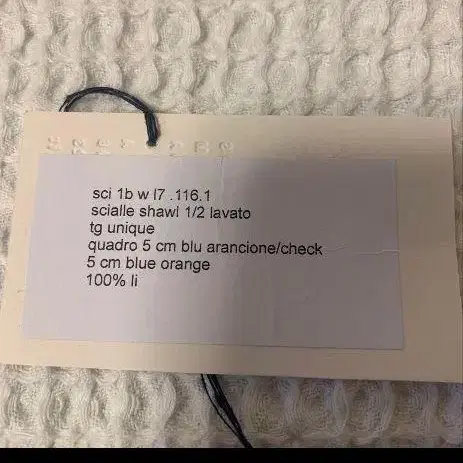 sci 1b w l7 .116.1
scialle shawl 1/2 lavato
tg unique
quadro 5 cm blu arancione/check
5 cm blue orange
100% li